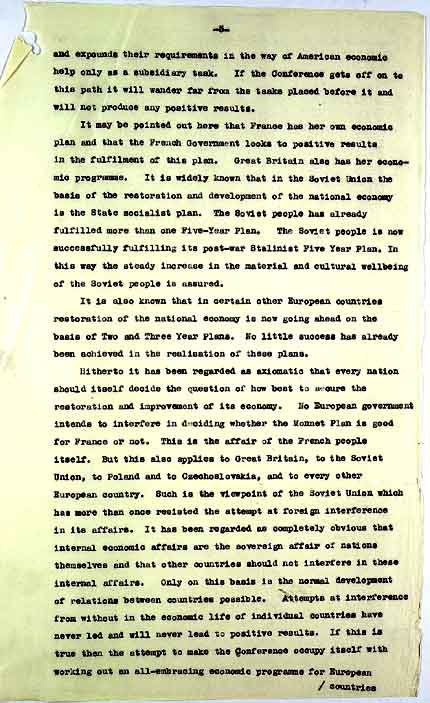 -3-
and expounds their requirements in the way of American economic
help only as a subsidiary task. If the Conference gets off on to
this path it will wander far from the tasks placed before it and
will not produce any positive results.
It may be pointed out here that France has her own economic
plan and that the French Government looks to positive results
in the fulfilment of this plan. Great Britain also has her econo-
mic programme. It is widely known that in the Soviet Union the
basis of the restoration and development of the national economy
is the State socialist plan. The Soviet people has already
fulfilled more than one Five-Year Plan. The Soviet people is now
successfully fulfilling its post-war Stalinist Five Year Plan. In
this way the steady increase in the material and cultural wellbeing
of the Soviet people is assured.
It is also known that in certain other European countries
restoration of the national economy is now going ahead on the
basis of Two and Three Year Plans. No little success has already
been achieved in the realisation of these plans.
Hitherto it has been regarded as axiomatic that every nation
should itself decide the question of how best to secure the
restoration and improvement of its economy. No European government
intends to interfere in deciding whether the Monnet Plan is good
for France or not. This is the affair of the French people
itself. But this also applies to Great Britain, to the Soviet
Union, to Poland and to Czechoslovakia, and to every other
European country. Such is the viewpoint of the Soviet Union which
has more than once resisted the attempt at foreign interference
in its affairs. It has been regarded as completely obvious that
internal economic affairs are the sovereign affair of nations
themselves and that other countries should not interfere in these
internal affairs. Only on this basis is the normal development
of relations between countries possible. Attempts at interference
from without in the economic life of individual countries have
never led and will never lead to positive results. If this is
true then the attempt to make the Conference occupy itself with
working out an all-embracing economic programme for European
/ countries